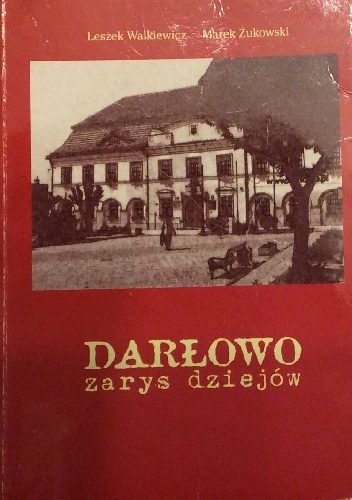 Leszek Walkiewicz Marek Żukowski
DARŁOWO
zarys dziejów